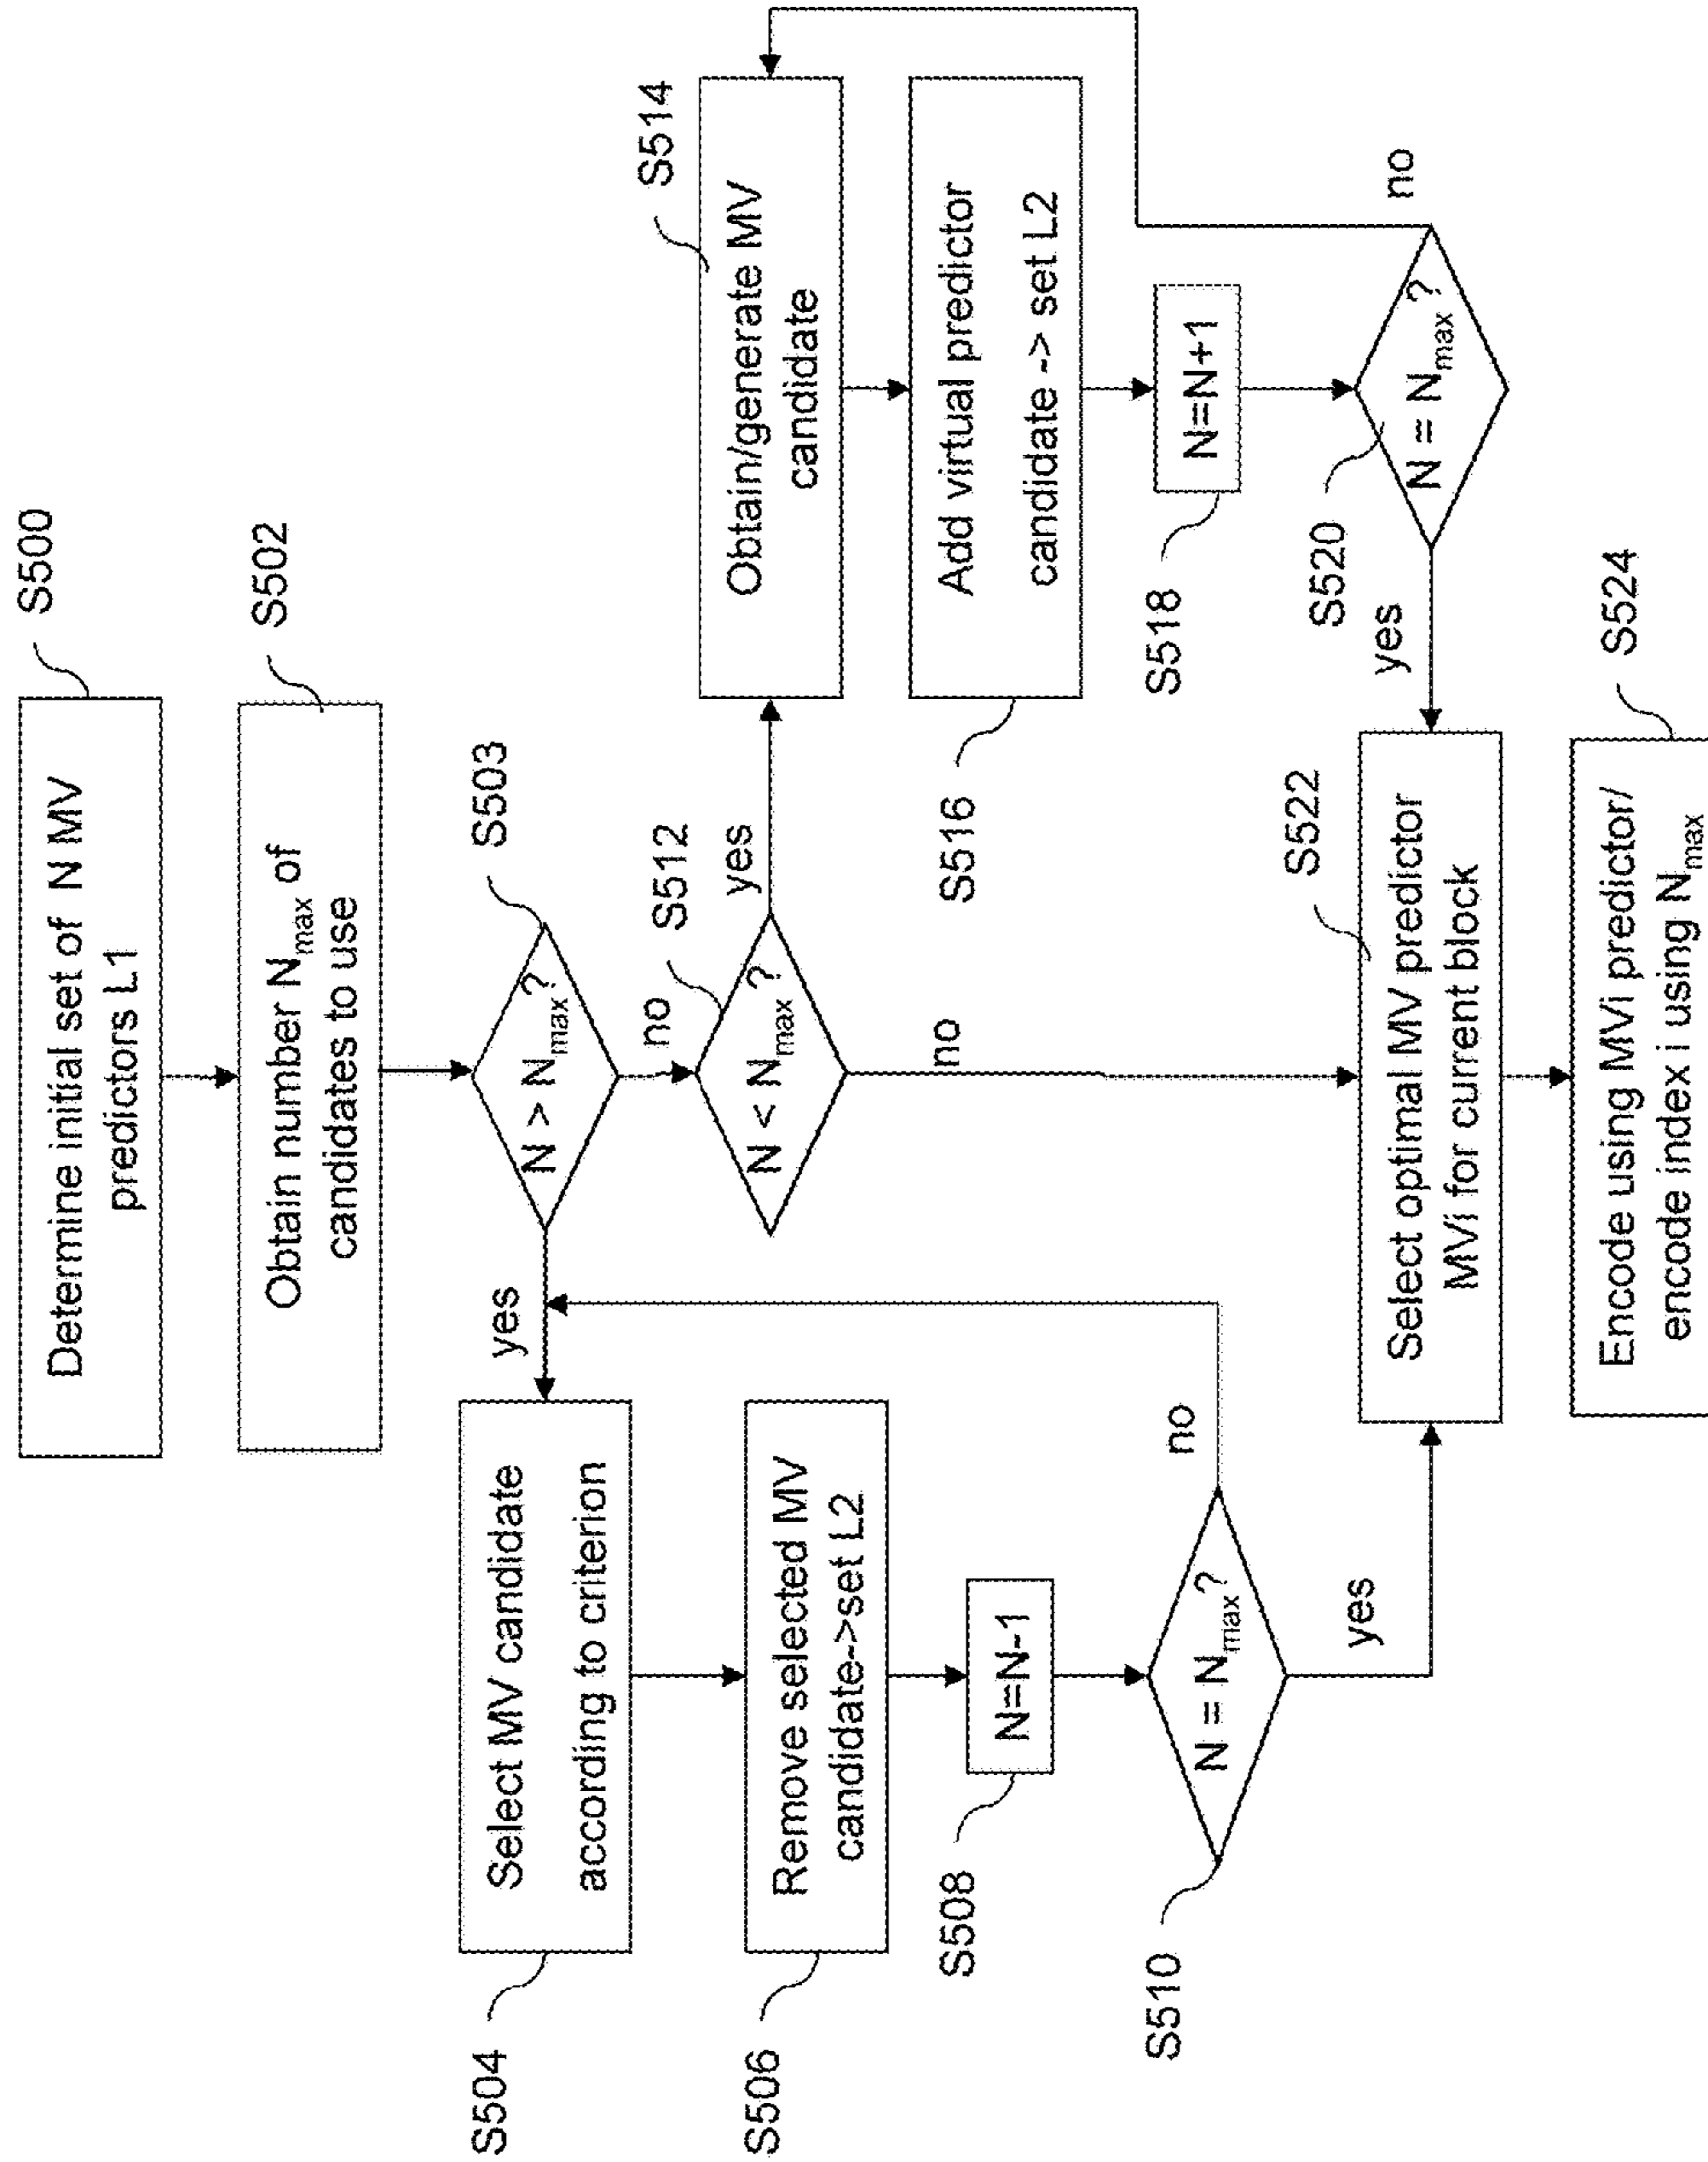 S500
Determine initial set of N MV
predictors L1
S502
Obtain number Nmax of
candidates to use
S503
N > Nmax?
yes
no
S504
Select MV candidate
according to criterion
S506
Remove selected MV
candidate->set L2
S508
N=N-1
S510
N = Nmax?
no
yes
S512
N < Nmax?
yes
no
S514
Obtain/generate MV
candidate
S516
Add virtual predictor
candidate -> set L2
S518
N=N+1
S520
N = Nmax?
no
yes
S522
Select optimal MV predictor
MVi for current block
S524
Encode using MVi predictor/
encode index i using Nmax